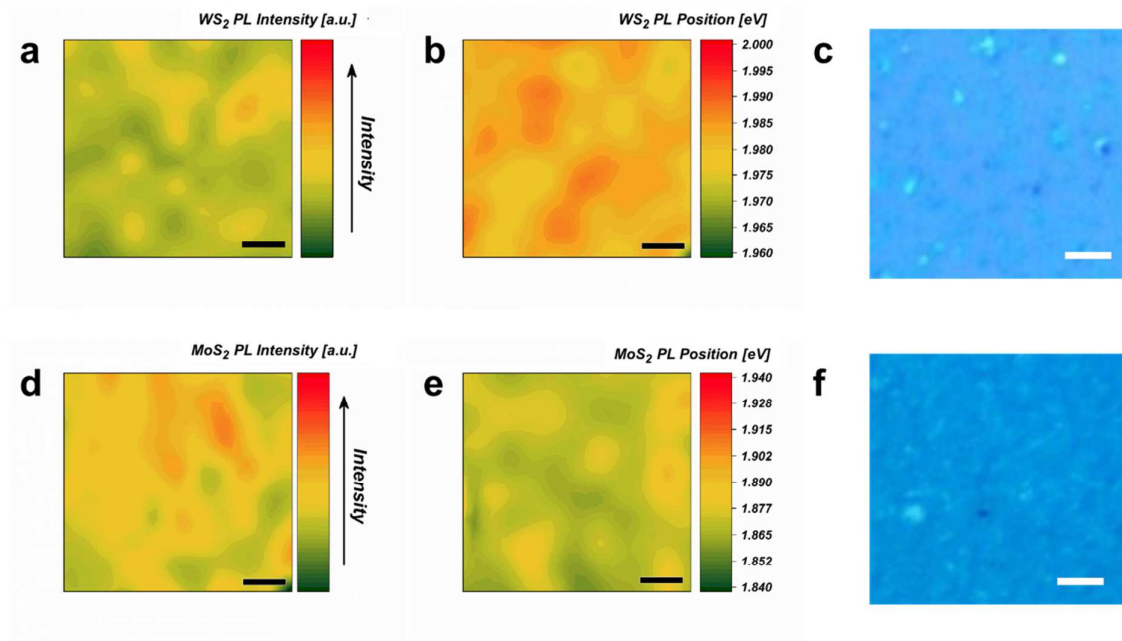 WS2 PL Intensity [a.u.]
WS2 PL Position [eV]
a
b
c
Intensity
2.000
1.995
1.990
1.985
1.980
1.975
1.970
1.965
1.960
MoS2 PL Intensity [a.u.]
MoS2 PL Position [eV]
d
e
f
Intensity
1.940
1.928
1.915
1.902
1.890
1.877
1.865
1.852
1.840